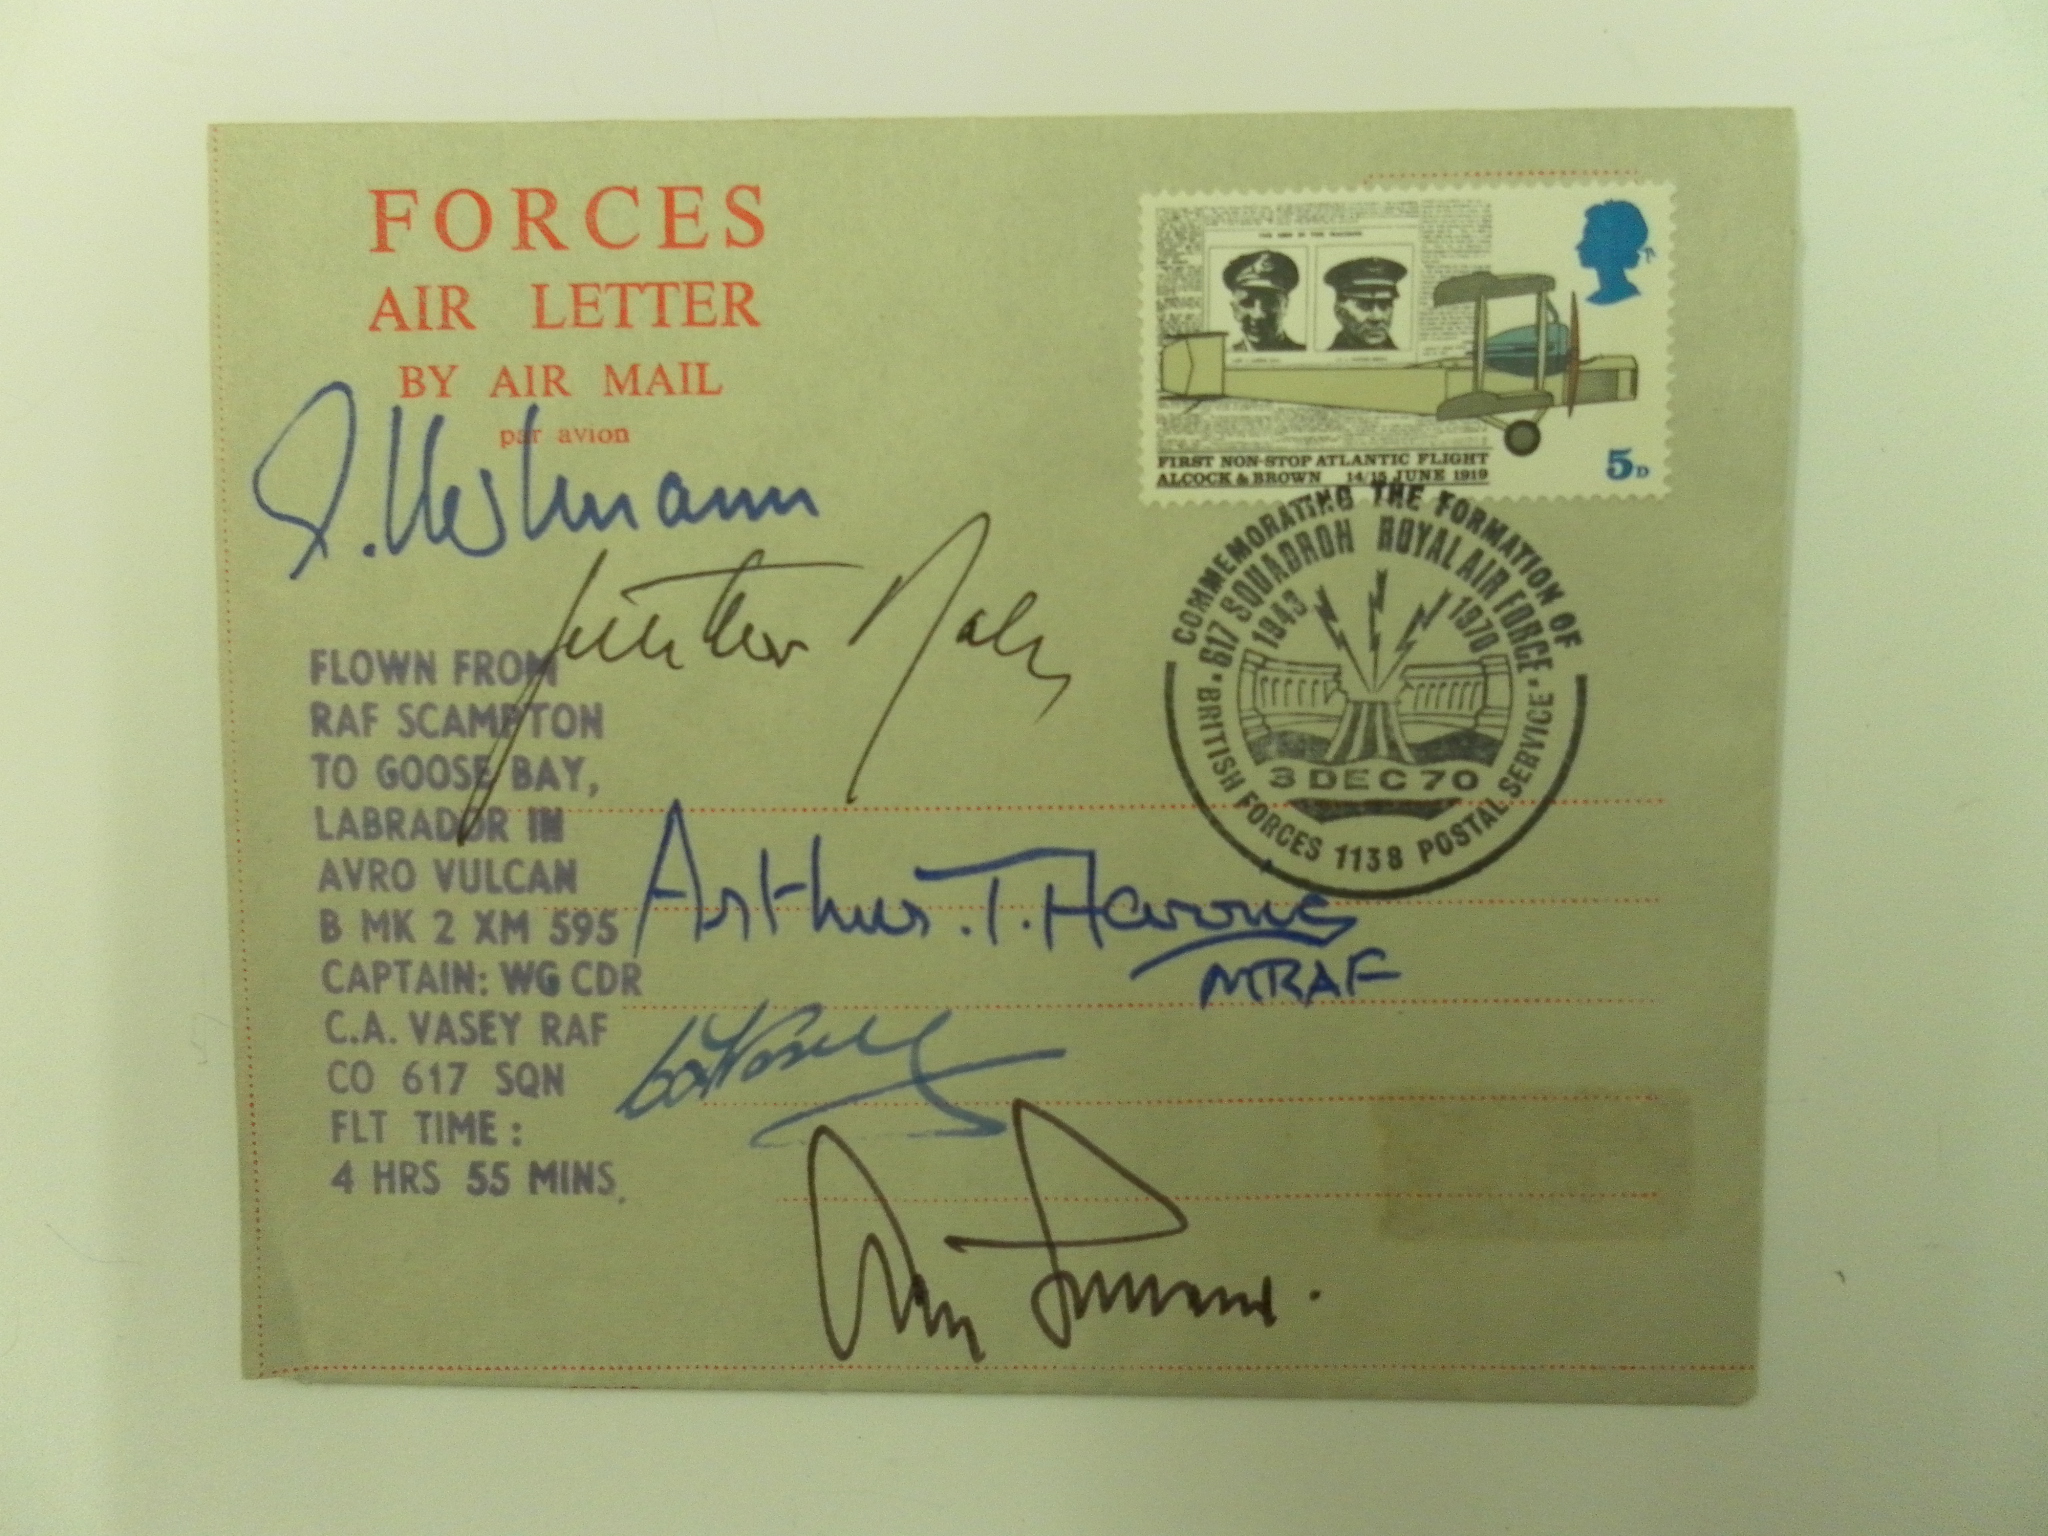 FORCES
AIR LETTER
BY AIR MAIL
par avion
FIRST NON-STOP ATLANTIC FLIGHT
ALCOCK & BROWN 14/15 JUNE 1919
5D
COMMEMORATING THE FORMATION OF
617 SQUADRON ROYAL AIR FORCE
1943 1970
3 DEC 70
BRITISH FORCES 1138 POSTAL SERVICE
FLOWN FROM
RAF SCAMPTON
TO GOOSE BAY,
LABRADOR IN
AVRO VULCAN
B MK 2 XM 595
CAPTAIN: WG CDR
C.A. VASEY RAF
CO 617 SQN
FLT TIME:
4 HRS 55 MINS.
Arthur.T.Harris
MRAF